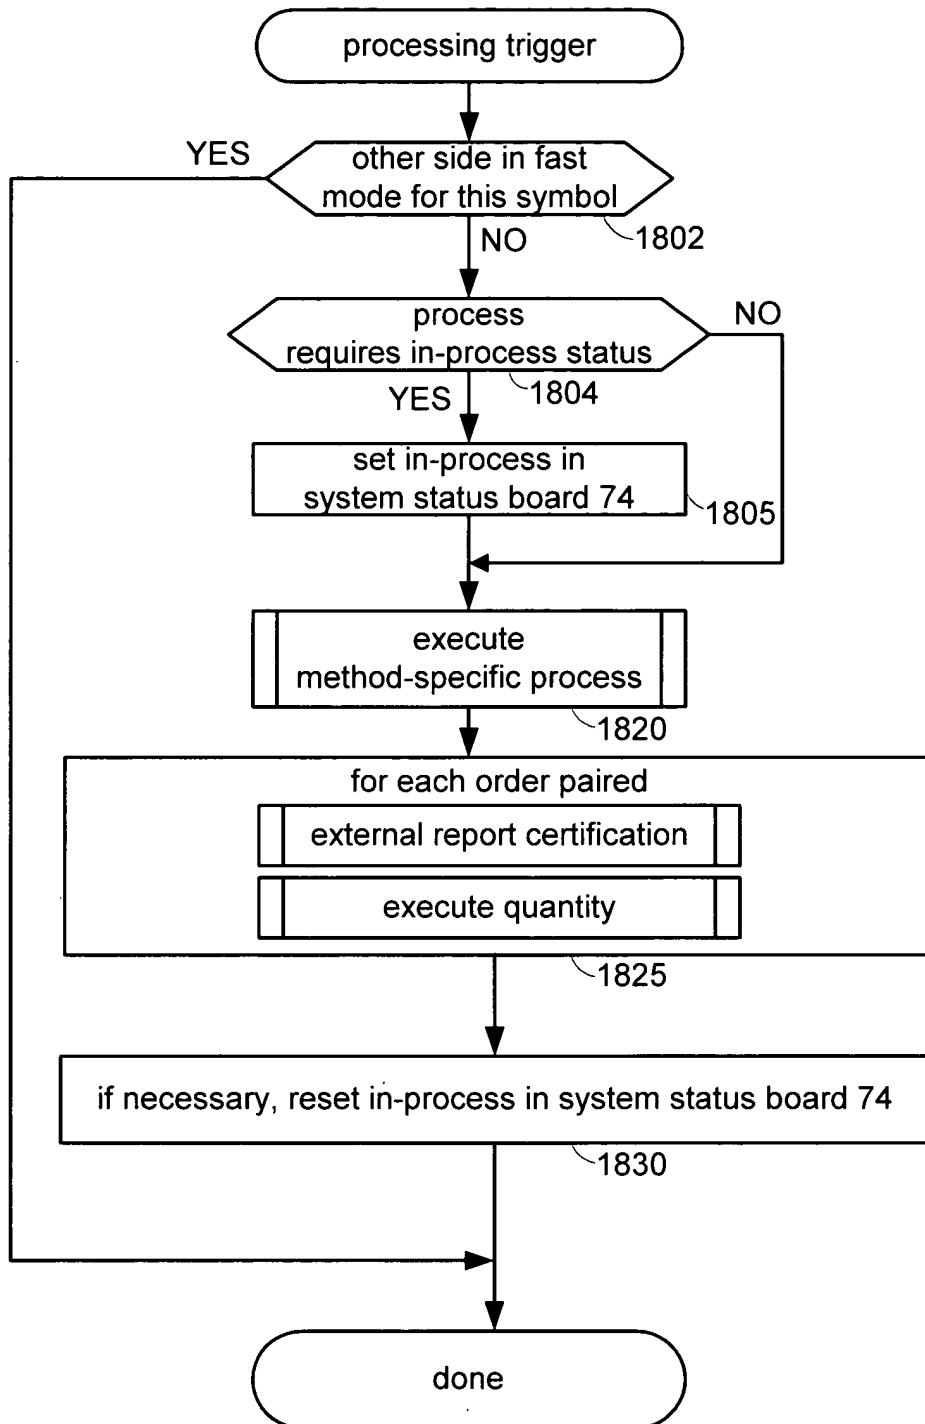 processing trigger
YES
other side in fast
mode for this symbol
1802
NO
process
requires in-process status
NO
1804
YES
set in-process in
system status board 74
1805
execute
method-specific process
1820
for each order paired
external report certification
execute quantity
1825
if necessary, reset in-process in system status board 74
1830
done